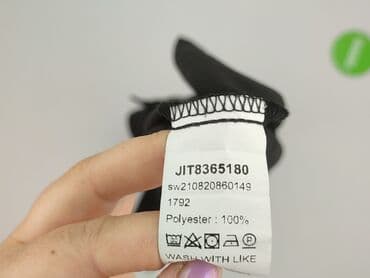 JIT8365180
sw210820860149
1792
Polyester : 100%
WASH WITH LIKE